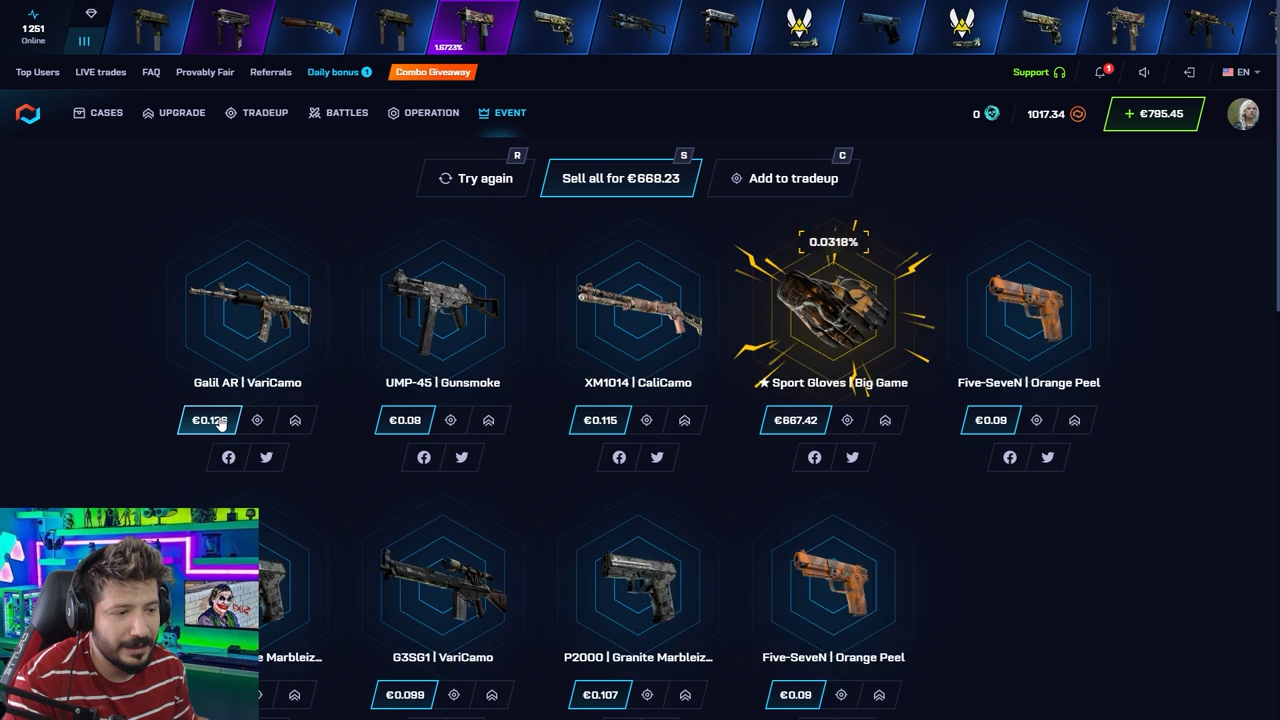 1 251
Online
1.6723%
Top Users LIVE trades FAQ Provably Fair Referrals Daily bonus 1 Combo Giveaway Support 1 EN
CASES UPGRADE TRADEUP BATTLES OPERATION EVENT 0 1017.34 + €795.45
R S C
Try again Sell all for €668.23 Add to tradeup
0.0318%
Galil AR | VariCamo UMP-45 | Gunsmoke XM1014 | CaliCamo ★ Sport Gloves | Big Game Five-SeveN | Orange Peel
€0.08 €0.115 €667.42 €0.09
e Marbleiz... G3SG1 | VariCamo P2000 | Granite Marbleiz... Five-SeveN | Orange Peel
€0.099 €0.107 €0.09